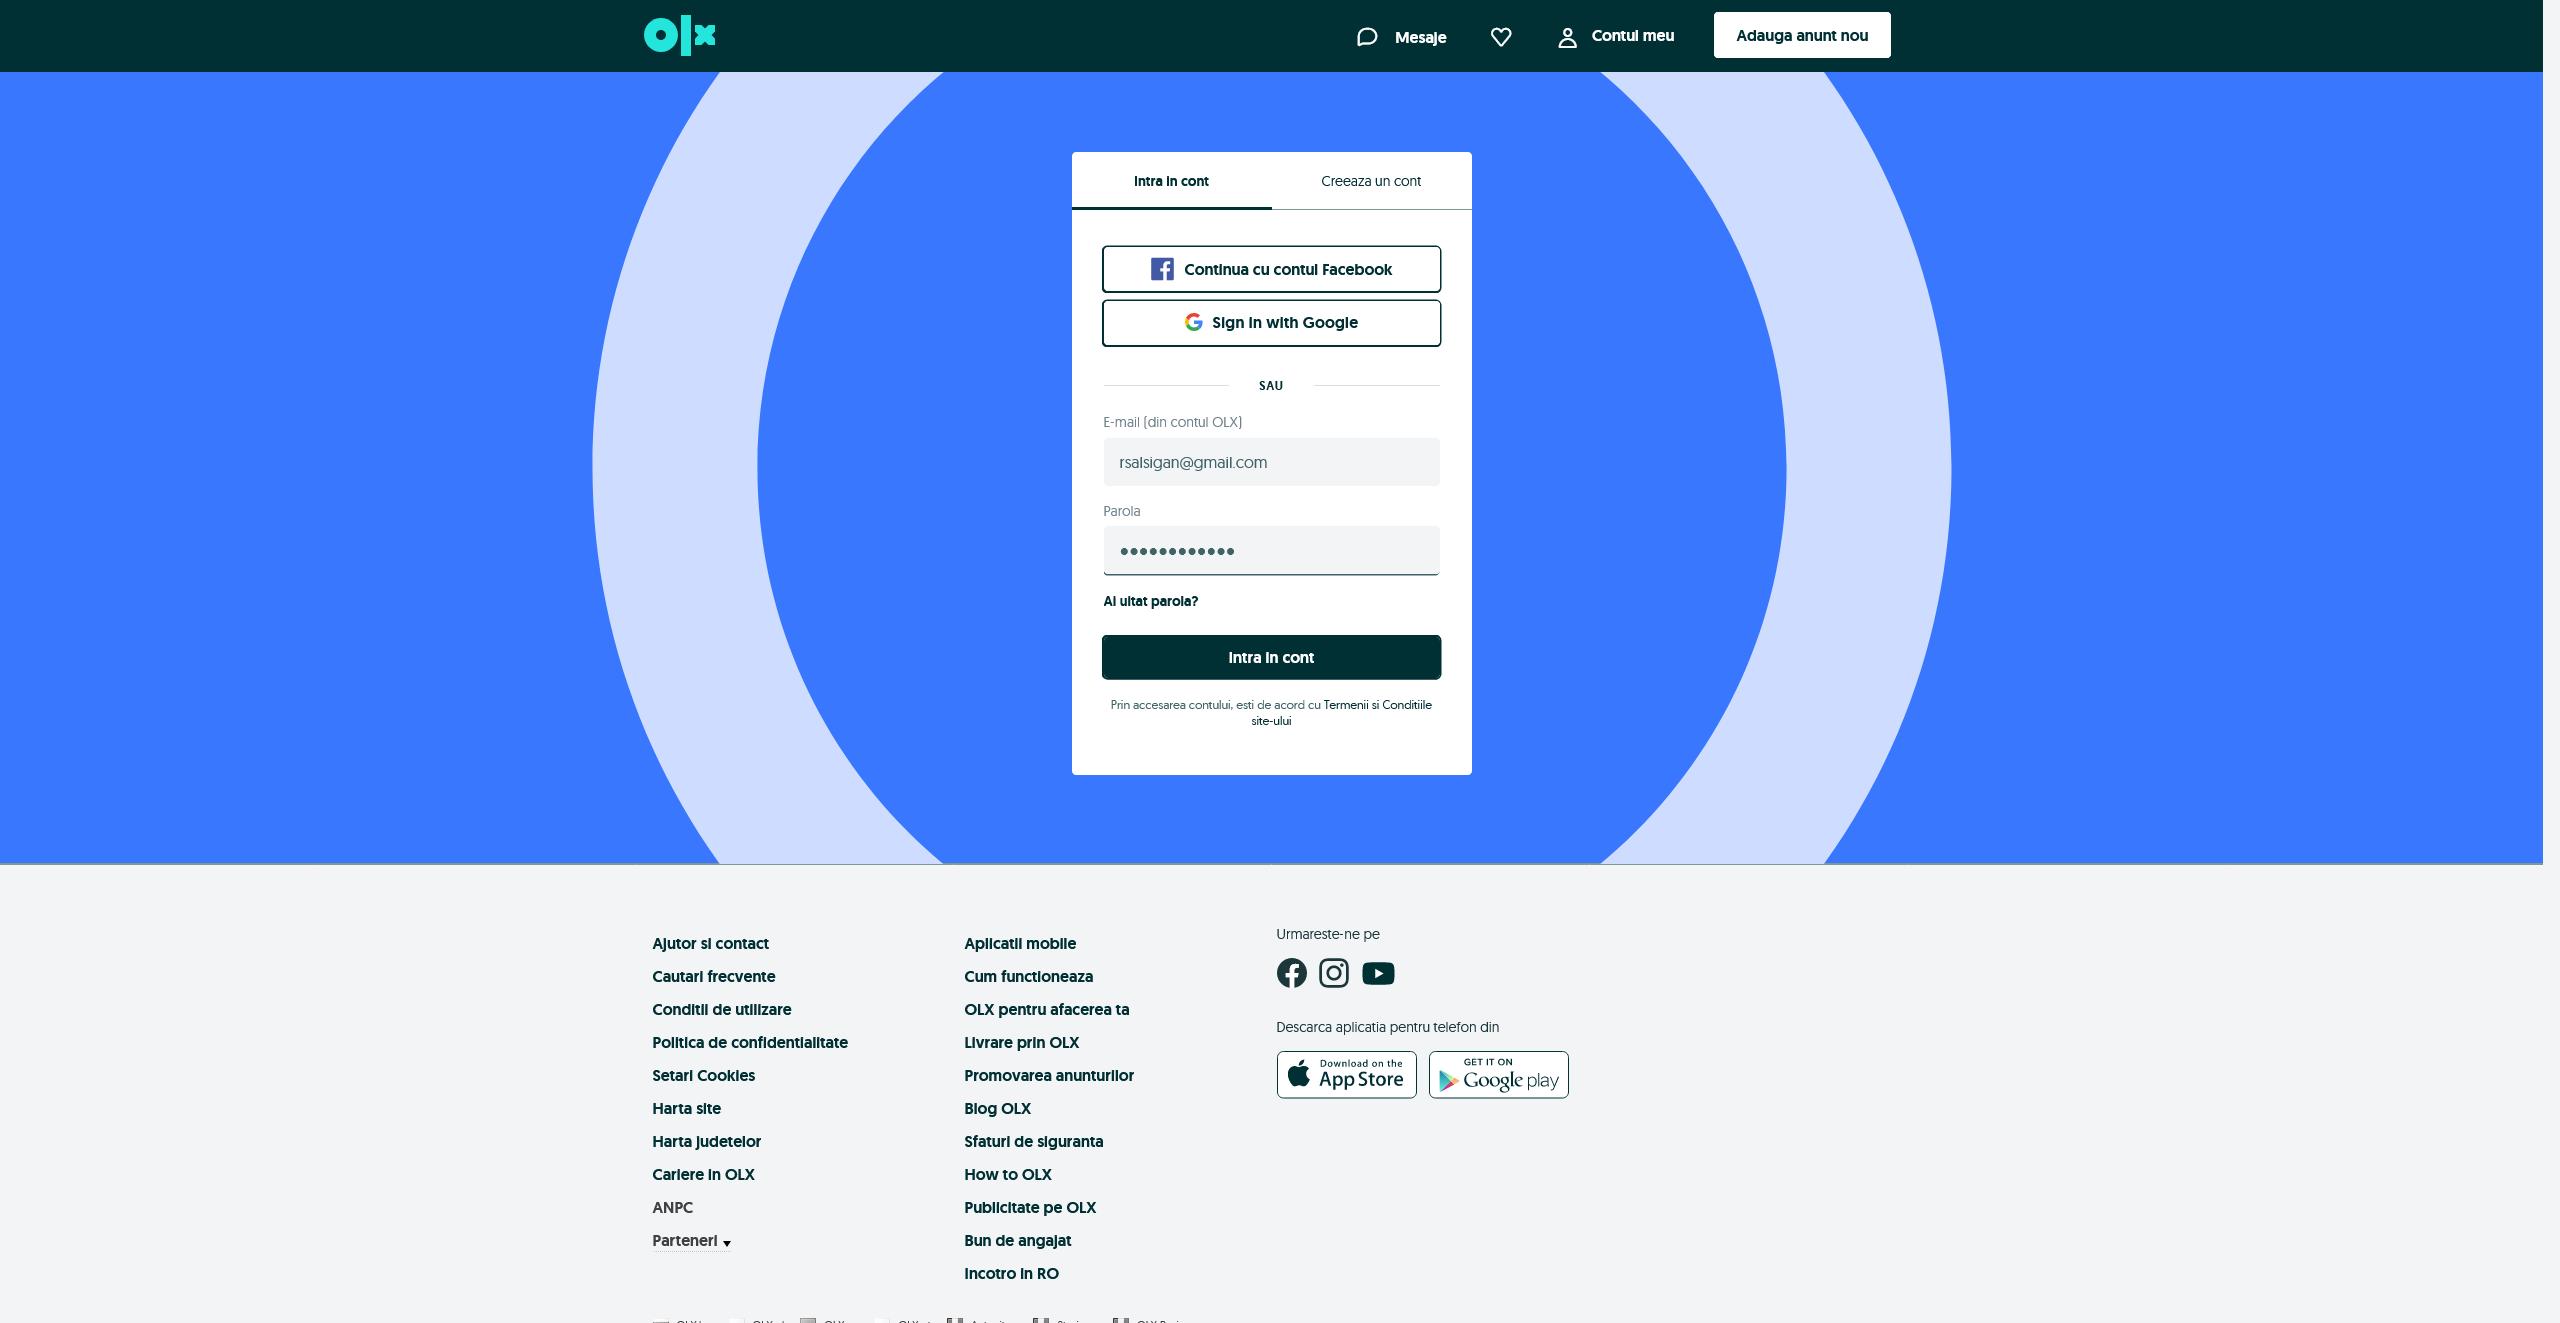 olx
Mesaje
Contul meu
Adauga anunt nou
Intra in cont
Creeaza un cont
Continua cu contul Facebook
Sign in with Google
SAU
E-mail (din contul OLX)
rsalsigan@gmail.com
Parola
••••••••••••
Ai uitat parola?
Intra in cont
Prin accesarea contului, esti de acord cu Termenii si Conditiile
site-ului
Ajutor si contact
Cautari frecvente
Conditii de utilizare
Politica de confidentialitate
Setari Cookies
Harta site
Harta judetelor
Cariere in OLX
ANPC
Parteneri
Aplicatii mobile
Cum functioneaza
OLX pentru afacerea ta
Livrare prin OLX
Promovarea anunturilor
Blog OLX
Sfaturi de siguranta
How to OLX
Publicitate pe OLX
Bun de angajat
Incotro in RO
Urmareste-ne pe
Descarca aplicatia pentru telefon din
Download on the
App Store
GET IT ON
Google play